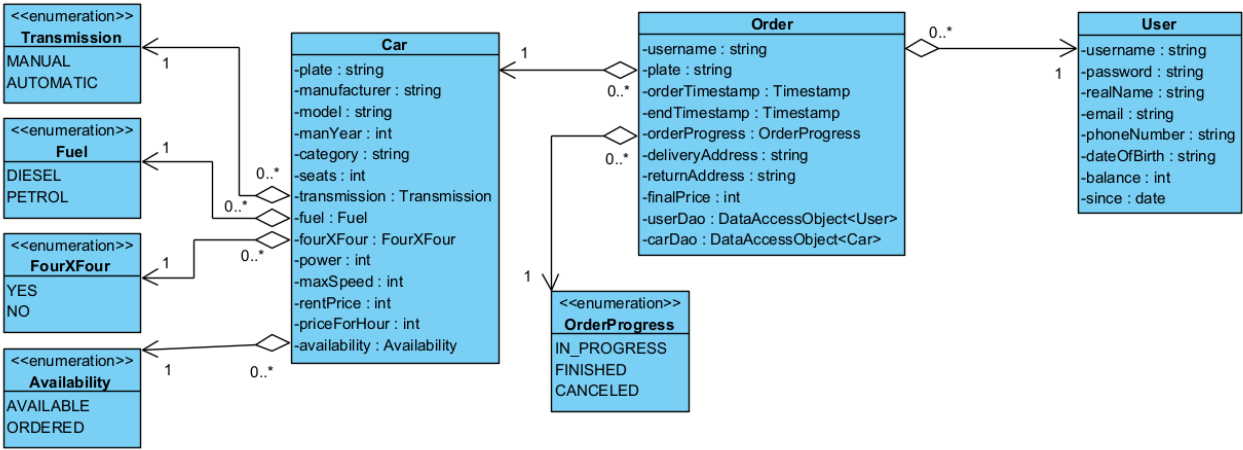 <<enumeration>>
Transmission
MANUAL
AUTOMATIC
1
<<enumeration>>
Fuel
DIESEL
PETROL
1
<<enumeration>>
FourXFour
YES
NO
1
<<enumeration>>
Availability
AVAILABLE
ORDERED
1
0..*
0..*
0..*
0..*
Car
-plate : string
-manufacturer : string
-model : string
-manYear : int
-category : string
-seats : int
-transmission : Transmission
-fuel : Fuel
-fourXFour : FourXFour
-power : int
-maxSpeed : int
-rentPrice : int
-priceForHour : int
-availability : Availability
1
0..*
0..*
1
<<enumeration>>
OrderProgress
IN_PROGRESS
FINISHED
CANCELED
Order
-username : string
-plate : string
-orderTimestamp : Timestamp
-endTimestamp : Timestamp
-orderProgress : OrderProgress
-deliveryAddress : string
-returnAddress : string
-finalPrice : int
-userDao : DataAccessObject<User>
-carDao : DataAccessObject<Car>
0..*
1
User
-username : string
-password : string
-realName : string
-email : string
-phoneNumber : string
-dateOfBirth : string
-balance : int
-since : date